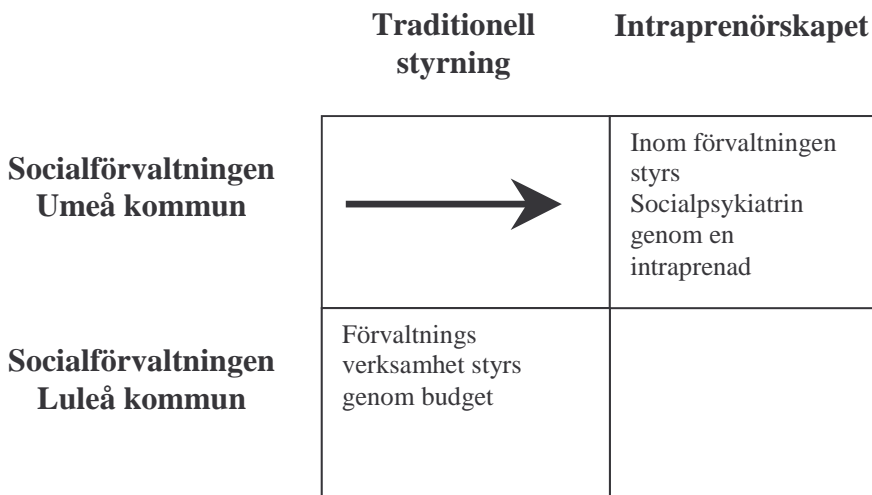 Traditionell
styrning
Intraprenörskapet
Socialförvaltningen
Umeå kommun
Inom förvaltningen
styrs
Socialpsykiatrin
genom en
intraprenad
Socialförvaltningen
Luleå kommun
Förvaltnings
verksamhet styrs
genom budget